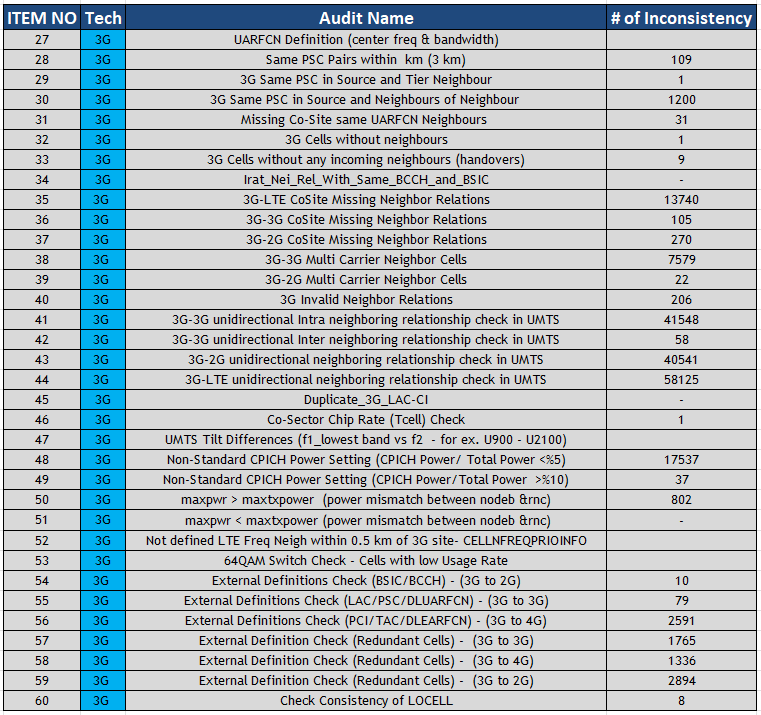 ITEM NO Tech Audit Name # of Inconsistency
27 3G UARFCN Definition (center freq & bandwidth)
28 3G Same PSC Pairs within km (3 km) 109
29 3G 3G Same PSC in Source and Tier Neighbour 1
30 3G 3G Same PSC in Source and Neighbours of Neighbour 1200
31 3G Missing Co-Site same UARFCN Neighbours 31
32 3G 3G Cells without neighbours 1
33 3G 3G Cells without any incoming neighbours (handovers) 9
34 3G Irat_Nei_Rel_With_Same_BCCH_and_BSIC -
35 3G 3G-LTE CoSite Missing Neighbor Relations 13740
36 3G 3G-3G CoSite Missing Neighbor Relations 105
37 3G 3G-2G CoSite Missing Neighbor Relations 270
38 3G 3G-3G Multi Carrier Neighbor Cells 7579
39 3G 3G-2G Multi Carrier Neighbor Cells 22
40 3G 3G Invalid Neighbor Relations 206
41 3G 3G-3G unidirectional Intra neighboring relationship check in UMTS 41548
42 3G 3G-3G unidirectional Inter neighboring relationship check in UMTS 58
43 3G 3G-2G unidirectional neighboring relationship check in UMTS 40541
44 3G 3G-LTE unidirectional neighboring relationship check in UMTS 58125
45 3G Duplicate_3G_LAC-CI -
46 3G Co-Sector Chip Rate (Tcell) Check 1
47 3G UMTS Tilt Differences (f1_lowest band vs f2 - for ex. U900 - U2100)
48 3G Non-Standard CPICH Power Setting (CPICH Power/ Total Power <%5) 17537
49 3G Non-Standard CPICH Power Setting (CPICH Power/Total Power >%10) 37
50 3G maxpwr > maxtxpower (power mismatch between nodeb &rnc) 802
51 3G maxpwr < maxtxpower (power mismatch between nodeb &rnc) -
52 3G Not defined LTE Freq Neigh within 0.5 km of 3G site- CELLNFREQPRIOINFO
53 3G 64QAM Switch Check - Cells with low Usage Rate
54 3G External Definitions Check (BSIC/BCCH) - (3G to 2G) 10
55 3G External Definitions Check (LAC/PSC/DLUARFCN) - (3G to 3G) 79
56 3G External Definitions Check (PCI/TAC/DLEARFCN) - (3G to 4G) 2591
57 3G External Definition Check (Redundant Cells) - (3G to 3G) 1765
58 3G External Definition Check (Redundant Cells) - (3G to 4G) 1336
59 3G External Definition Check (Redundant Cells) - (3G to 2G) 2894
60 3G Check Consistency of LOCELL 8